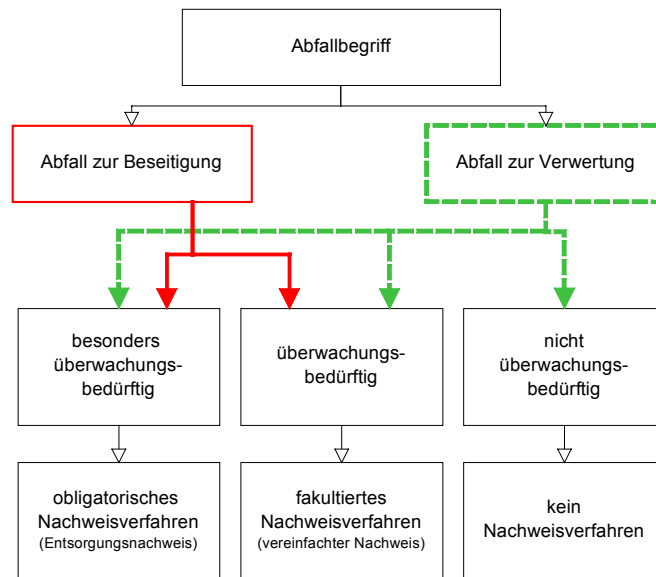 Abfallbegriff
Abfall zur Beseitigung
Abfall zur Verwertung
besonders
überwachungs-
bedürftig
überwachungs-
bedürftig
nicht
überwachungs-
bedürftig
obligatorisches
Nachweisverfahren
(Entsorgungsnachweis)
fakultiertes
Nachweisverfahren
(vereinfachter Nachweis)
kein
Nachweisverfahren